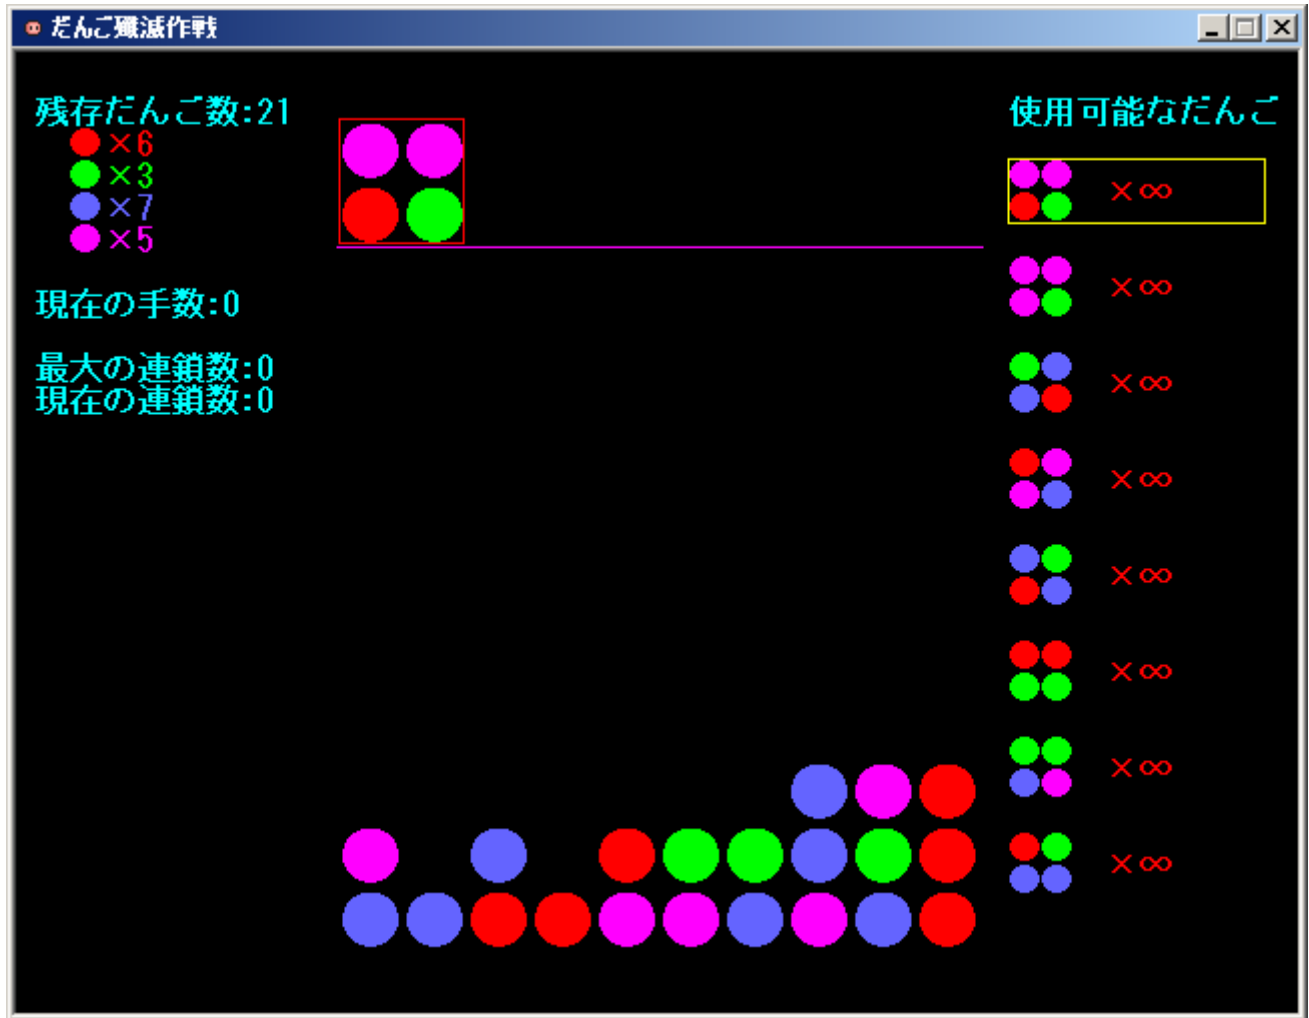 だんご殲滅作戦
残存だんご数:21
×6
×3
×7
×5
現在の手数:0
最大の連鎖数:0
現在の連鎖数:0
使用可能なだんご
×∞
×∞
×∞
×∞
×∞
×∞
×∞
×∞